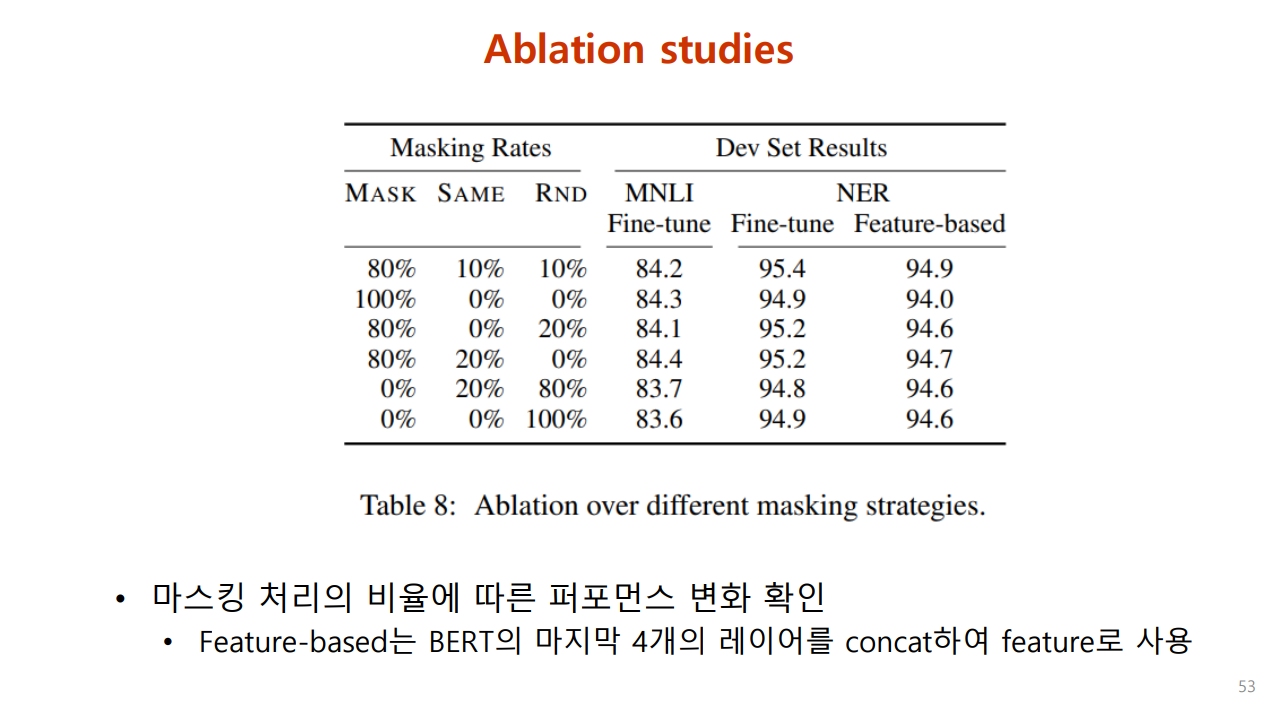 Ablation studies
Masking Rates Dev Set Results
MASK SAME RND MNLI NER
Fine-tune Fine-tune Feature-based
80% 10% 10% 84.2 95.4 94.9
100% 0% 0% 84.3 94.9 94.0
80% 0% 20% 84.1 95.2 94.6
80% 20% 0% 84.4 95.2 94.7
0% 20% 80% 83.7 94.8 94.6
0% 0% 100% 83.6 94.9 94.6
Table 8: Ablation over different masking strategies.
• 마스킹 처리의 비율에 따른 퍼포먼스 변화 확인
• Feature-based는 BERT의 마지막 4개의 레이어를 concat하여 feature로 사용
53